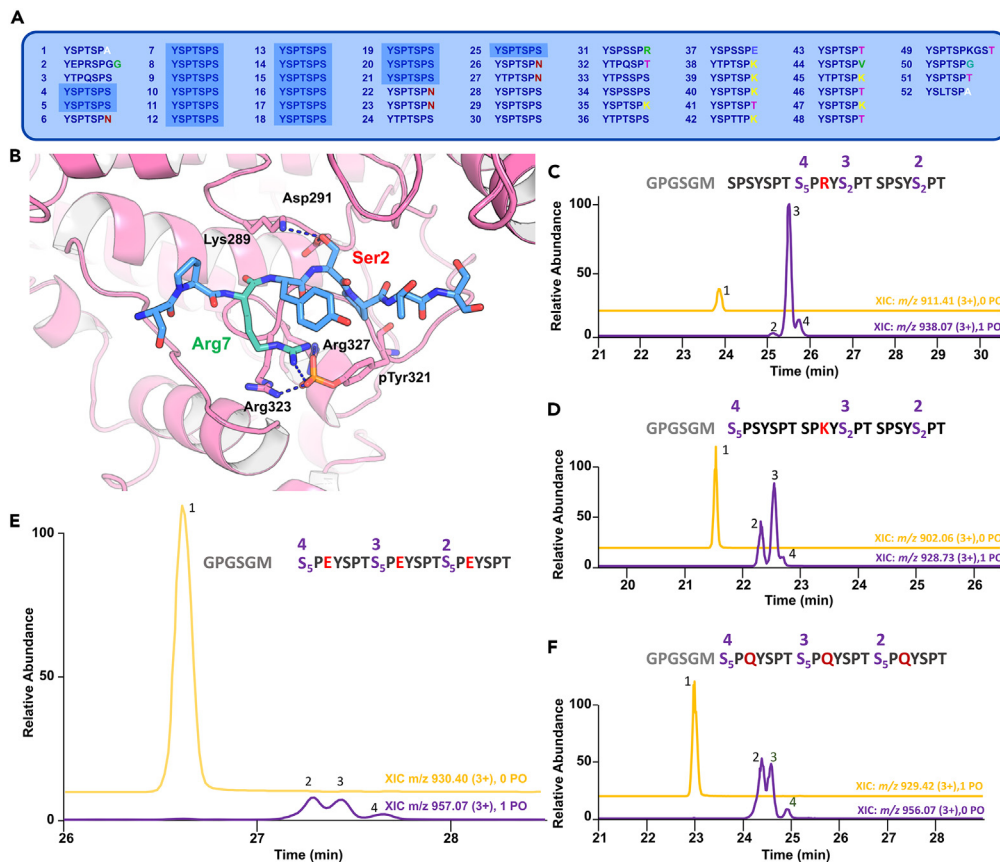 A
1 YSPTSPA 7 YSPTSPS 13 YSPTSPS 19 YSPTSPS 25 YSPTSPS 31 YSPSSPR 37 YSPSSPE 43 YTPTSPT 49 YSPTSPKGST
2 YEPRSPGG 8 YSPTSPS 14 YSPTSPS 20 YSPTSPS 26 YSPTSPN 32 YTPQSPT 38 YTPTSPK 44 YSPTSPV 50 YSPTSPG
3 YTPQSPS 9 YSPTSPS 15 YSPTSPS 21 YSPTSPS 27 YTPTSPN 33 YTPSSPS 39 YSPTSPK 45 YTPTSPK 51 YSPTSPT
4 YSPTSPS 10 YSPTSPS 16 YSPTSPS 22 YSPTSPN 28 YSPTSPS 34 YSPSSPS 40 YSPTSPK 46 YSPTSPT 52 YSLTSPA
5 YSPTSPS 11 YSPTSPS 17 YSPTSPS 23 YSPTSPN 29 YSPTSPS 35 YSPTSPK 41 YSPTSPT 47 YSPTSPK
6 YSPTSPN 12 YSPTSPS 18 YSPTSPS 24 YTPTSPS 30 YSPTSPS 36 YTPTSPS 42 YSPTTPK 48 YSPTSPT
B
Asp291
Lys289
Ser2
Arg7
Arg327
pTyr321
Arg323
C
4 3 2
GPGSGM SPSYSPT S5PRYS2PT SPSYS2PT
Relative Abundance
100
50
0
1
2
3
4
XIC: m/z 911.41 (3+),0 PO
XIC: m/z 938.07 (3+),1 PO
21 22 23 24 25 26 27
Time (min)
D
4 3 2
GPGSGM S5PSYSPT SPKYS2PT SPSYS2PT
Relative Abundance
100
50
0
1
2
3
4
XIC: m/z 902.06 (3+),0 PO
XIC: m/z 928.73 (3+),1 PO
20 21 22 23 24 25 26
Time (min)
E
4 3 2
GPGSGM S5PEYSPTS5PEYSPTS5PEYSPT
Relative Abundance
100
50
0
1
2
3
4
XIC m/z 930.40 (3+), 0 PO
XIC m/z 957.07 (3+), 1 PO
26 27 28
Time (min)
F
4 3 2
GPGSGM S5PQYSPT S5PQYSPT S5PQYSPT
Relative Abundance
100
50
0
1
2
3
4
XIC: m/z 929.42 (3+),1 PO
XIC: m/z 956.07 (3+),0 PO
21 22 23 24 25 26 27 28
Time (min)